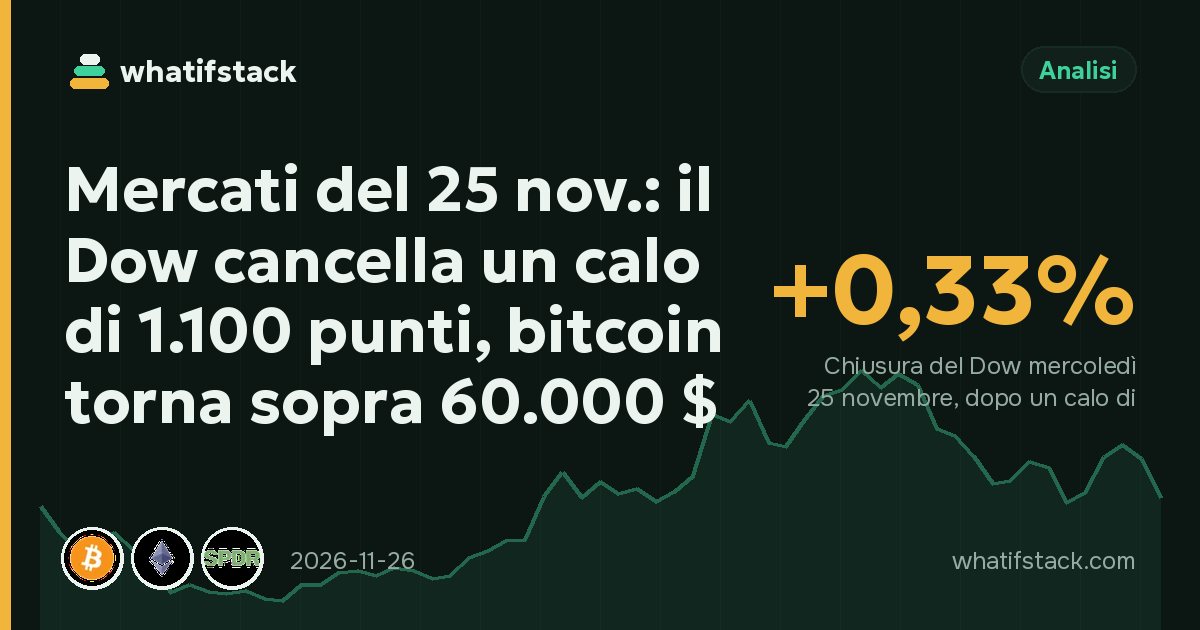 whatifstack
Analisi
Mercati del 25 nov.: il
Dow cancella un calo
di 1.100 punti, bitcoin
torna sopra 60.000 $
+0,33%
Chiusura del Dow mercoledì
25 novembre, dopo un calo di
SPDR
2026-11-26
whatifstack.com